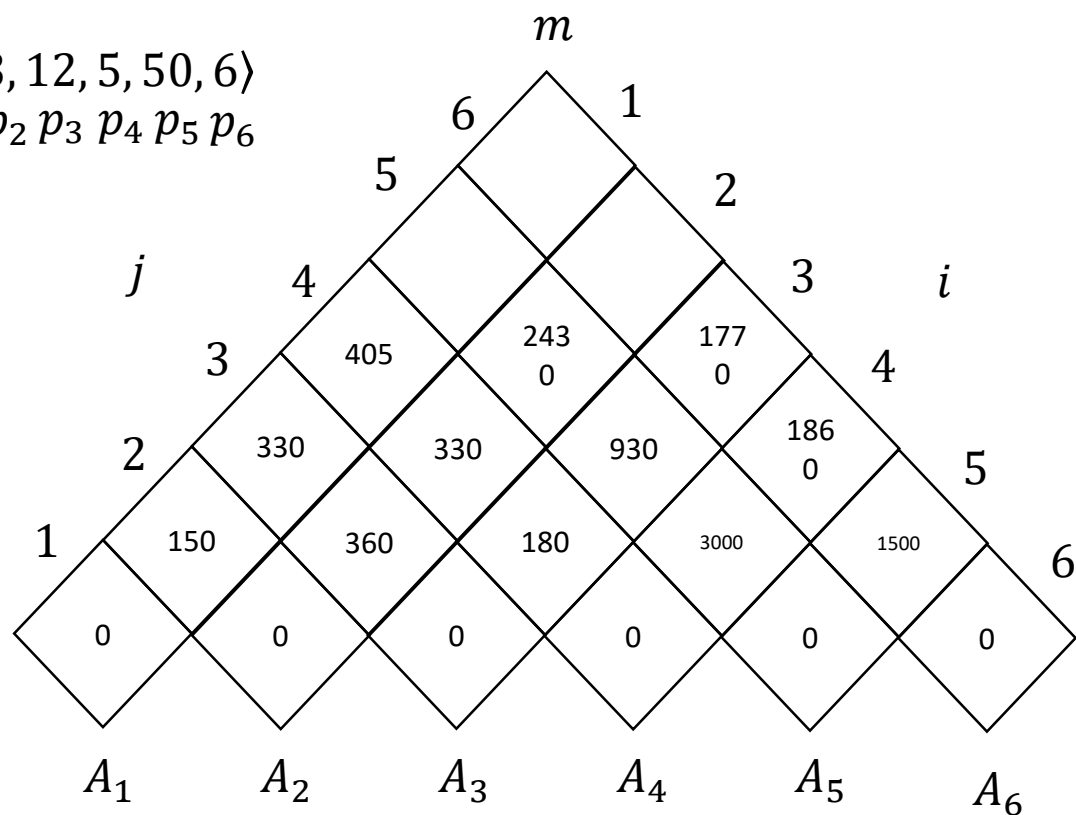 m
3, 12, 5, 50, 6⟩
p₂ p₃ p₄ p₅ p₆
6 1
5 2
j 4 3 i
3 405 243 177 4
0 0
2 330 330 930 186 5
0
1 150 360 180 3000 1500 6
0 0 0 0 0 0
A₁ A₂ A₃ A₄ A₅ A₆